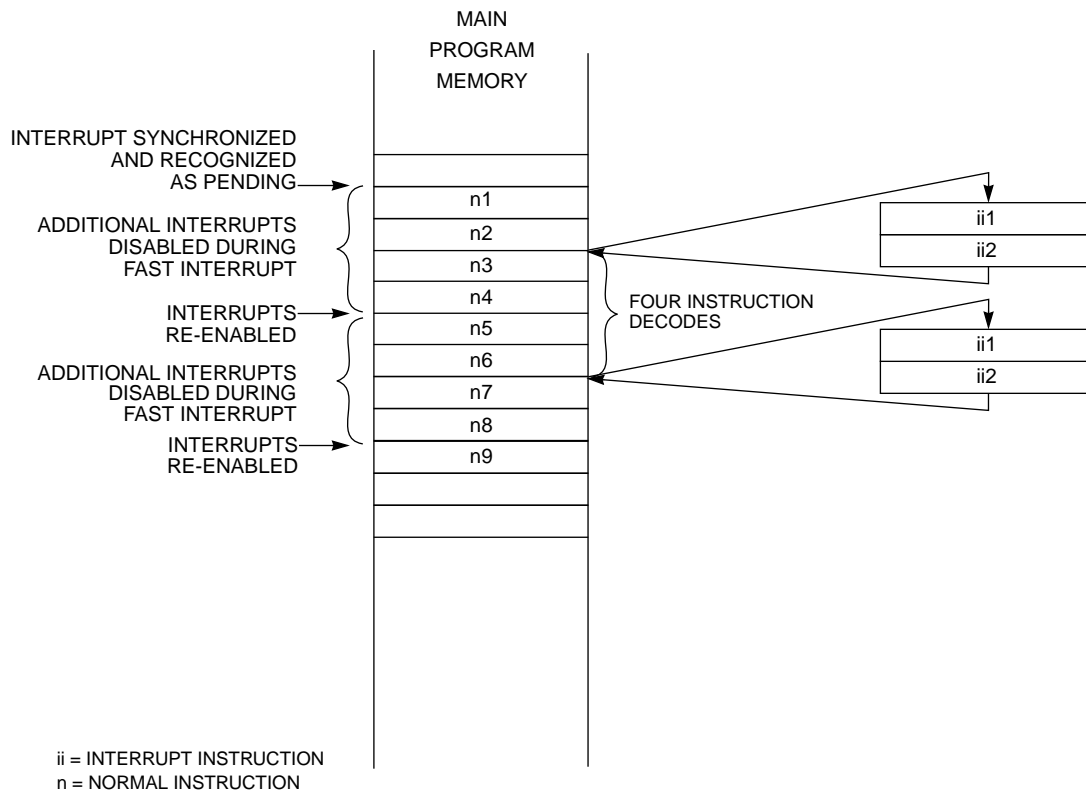 MAIN
PROGRAM
MEMORY
INTERRUPT SYNCHRONIZED
AND RECOGNIZED
AS PENDING
ADDITIONAL INTERRUPTS
DISABLED DURING
FAST INTERRUPT
INTERRUPTS
RE-ENABLED
ADDITIONAL INTERRUPTS
DISABLED DURING
FAST INTERRUPT
INTERRUPTS
RE-ENABLED
n1
n2
n3
n4
n5
n6
n7
n8
n9
FOUR INSTRUCTION
DECODES
ii1
ii2
ii1
ii2
ii = INTERRUPT INSTRUCTION
n = NORMAL INSTRUCTION